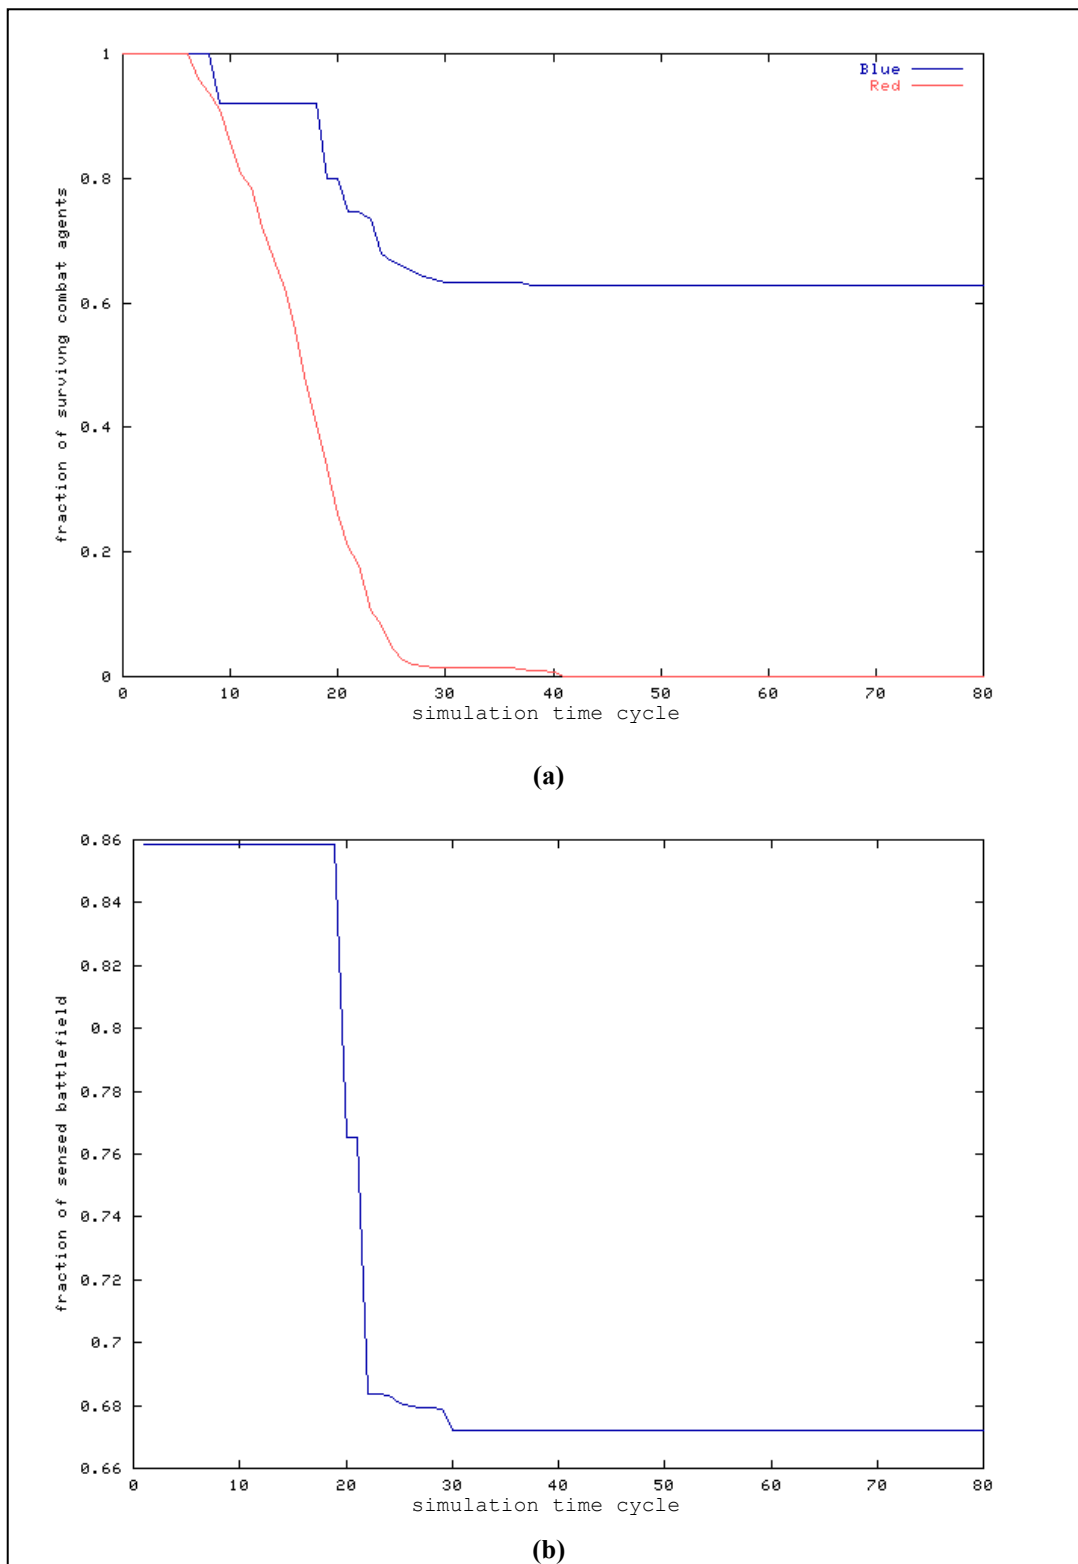 1
Blue
Red
0.8
0.6
0.4
0.2
0
fraction of survivng combat agents
0 10 20 30 40 50 60 70 80
simulation time cycle
(a)
0.86
0.84
0.82
0.8
0.78
0.76
0.74
0.72
0.7
0.68
0.66
fraction of sensed battlefield
0 10 20 30 40 50 60 70 80
simulation time cycle
(b)